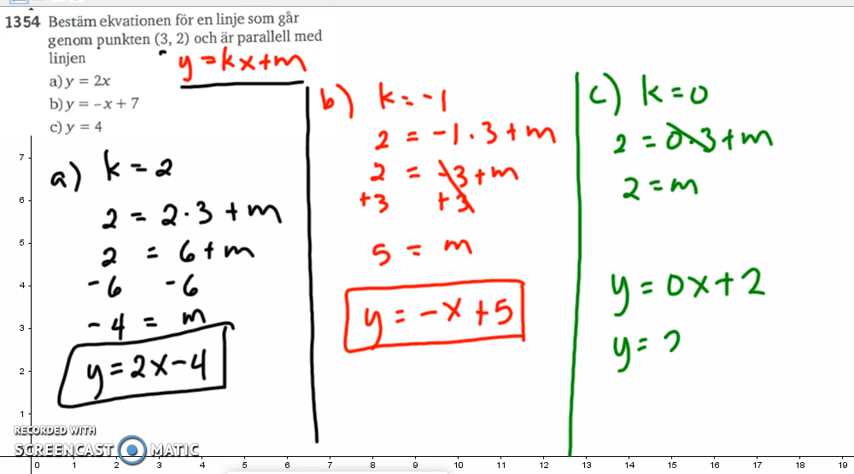 1354 Bestäm ekvationen för en linje som går
genom punkten (3, 2) och är parallell med
linjen
a) y = 2x
b) y = −x + 7
c) y = 4
y = kx + m
a) k = 2
2 = 2·3 + m
2 = 6 + m
-6 -6
-4 = m
y = 2x - 4
b) k = -1
2 = -1·3 + m
2 = -3 + m
+3 +3
5 = m
y = -x + 5
c) k = 0
2 = 0·3 + m
2 = m
y = 0x + 2
y = 2
7
6
5
4
3
2
1
0 1 2 3 4 5 6 7 8 9 10 11 12 13 14 15 16 17 18 19
RECORDED WITH
SCREENCAST MATIC